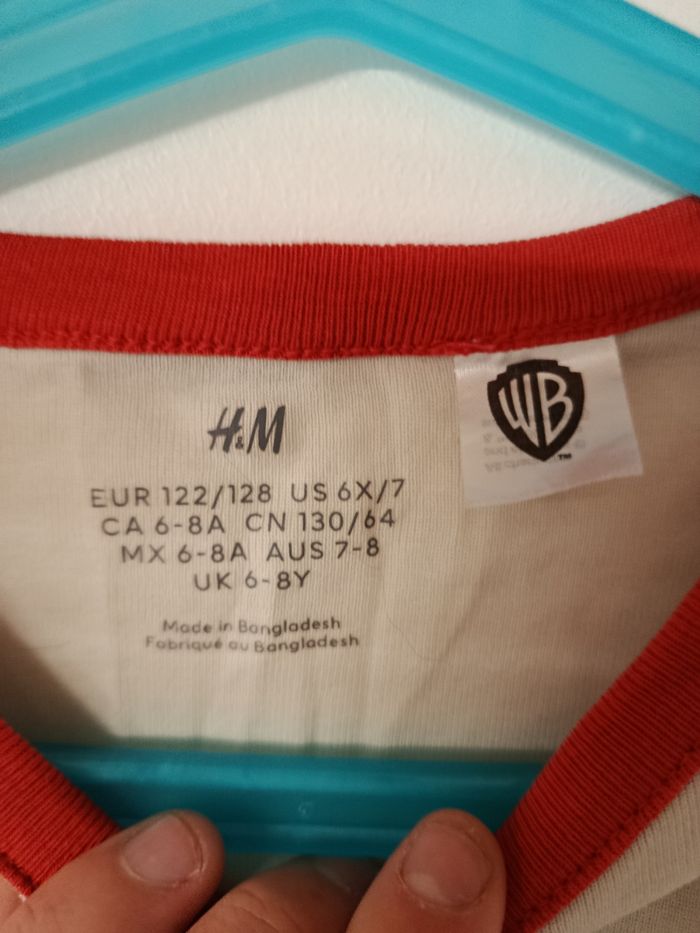 H&M
EUR 122/128 US 6X/7
CA 6-8A CN 130/64
MX 6-8A AUS 7-8
UK 6-8Y
Made in Bangladesh
Fabriqué au Bangladesh
WB
™